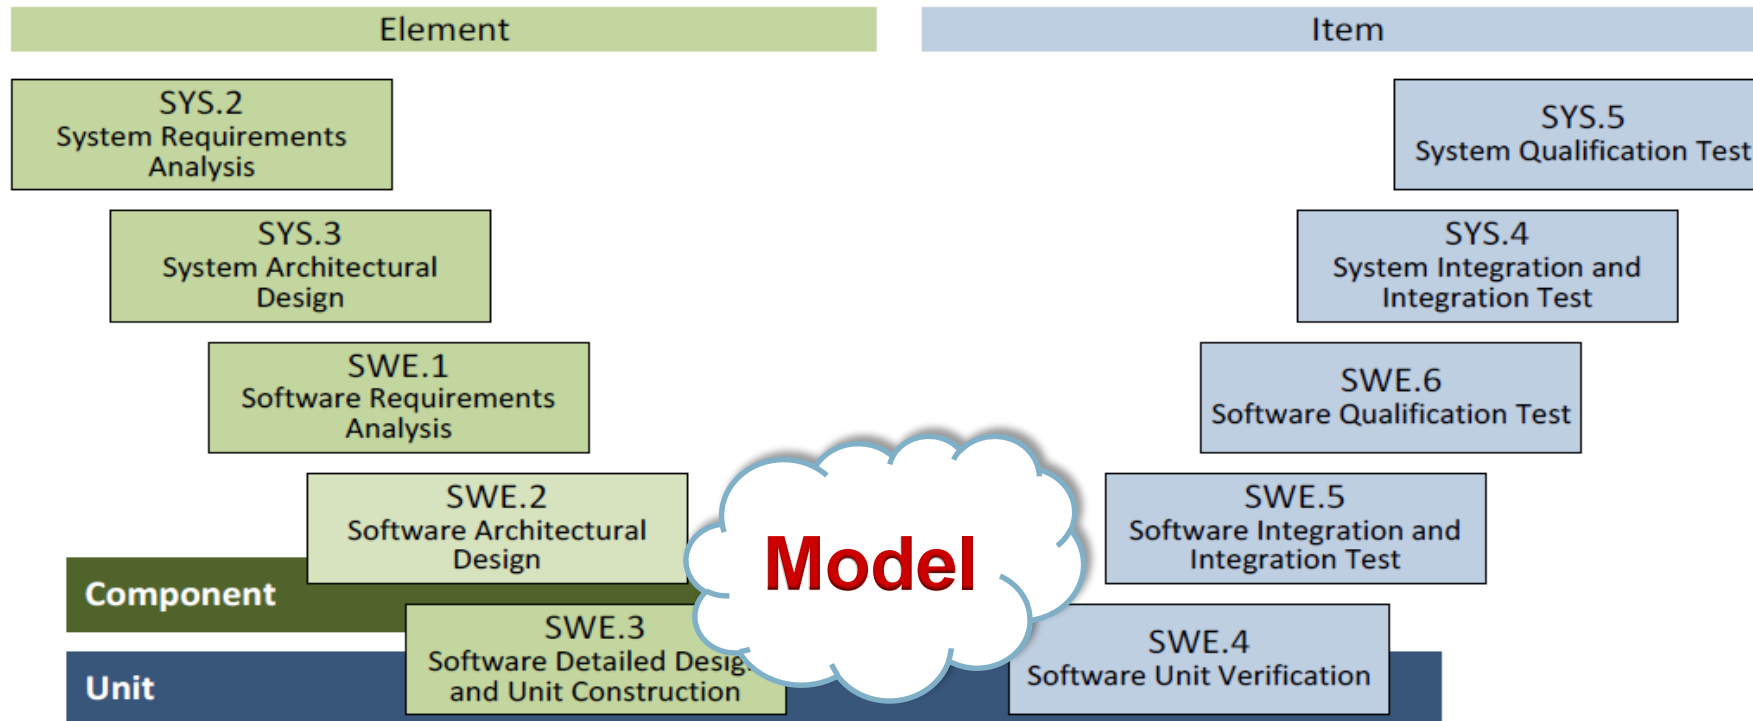 Element
Item
SYS.2
System Requirements
Analysis
SYS.5
System Qualification Test
SYS.3
System Architectural
Design
SYS.4
System Integration and
Integration Test
SWE.1
Software Requirements
Analysis
SWE.6
Software Qualification Test
SWE.2
Software Architectural
Design
Model
SWE.5
Software Integration and
Integration Test
Component
SWE.3
Software Detailed Desig
and Unit Construction
SWE.4
Software Unit Verification
Unit